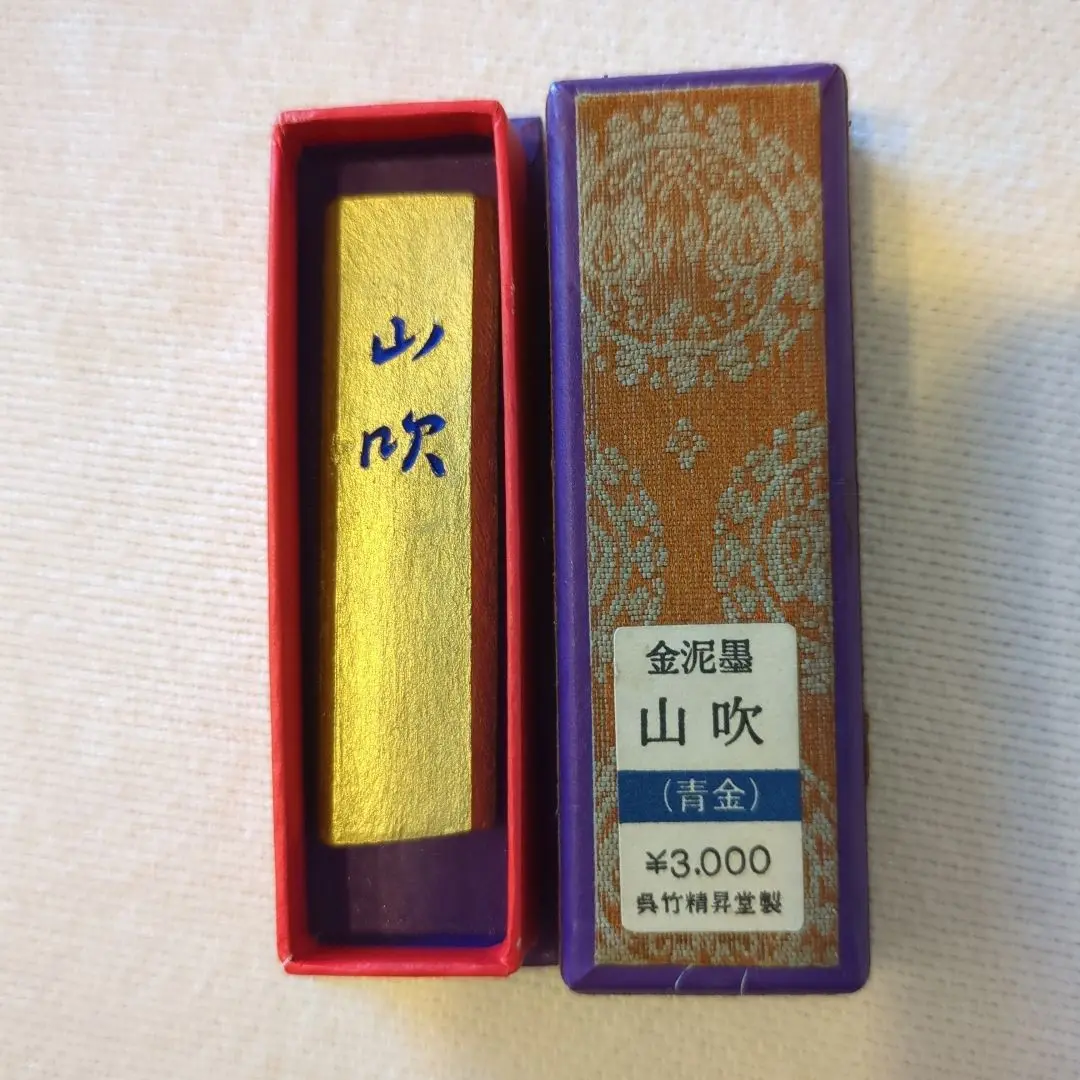 山吹
金泥墨
山吹
(青金)
¥3.000
呉竹精昇堂製